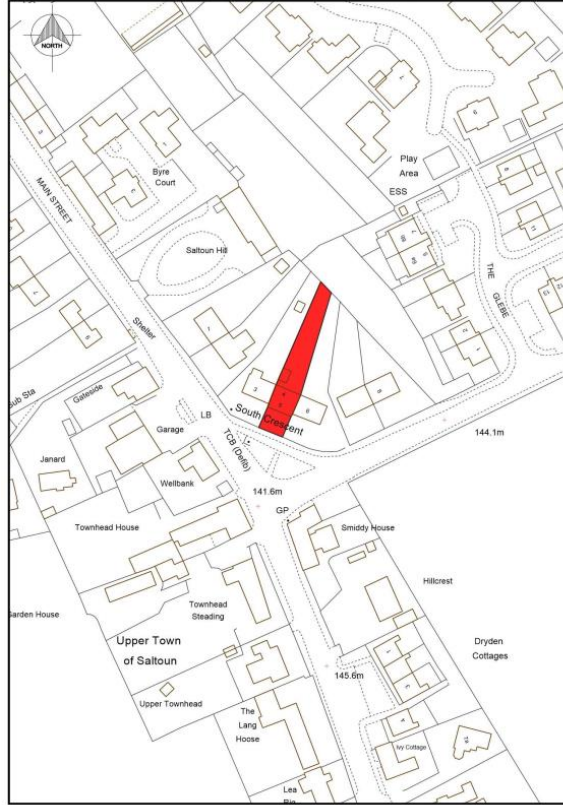 NORTH
MAIN STREET
Byre
Court
Play
Area
ESS
Saltoun Hill
THE
GLEBE
Shelter
Sub Sta
Gateside
Garage
LB
South Crescent
TCB (Defib)
144.1m
Janard
Wellbank
141.6m
GP
Townhead House
Smiddy House
Hillcrest
Garden House
Townhead
Steading
Upper Town
of Saltoun
Dryden
Cottages
Upper Townhead
145.6m
The
Lang
Hoose
Ivy Cottage
Lea
Rig